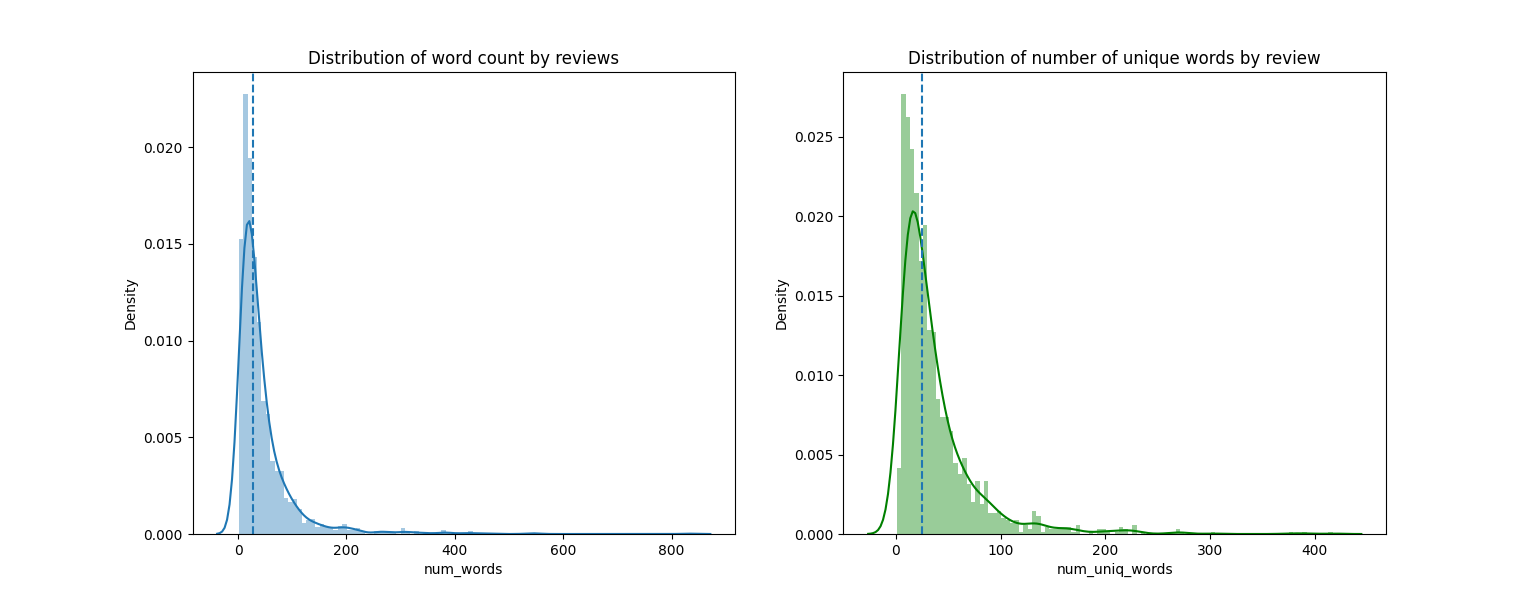 Distribution of word count by reviews
0.020
0.015
0.010
0.005
0.000
Density
0 200 400 600 800
num_words
Distribution of number of unique words by review
0.025
0.020
0.015
0.010
0.005
0.000
Density
0 100 200 300 400
num_uniq_words